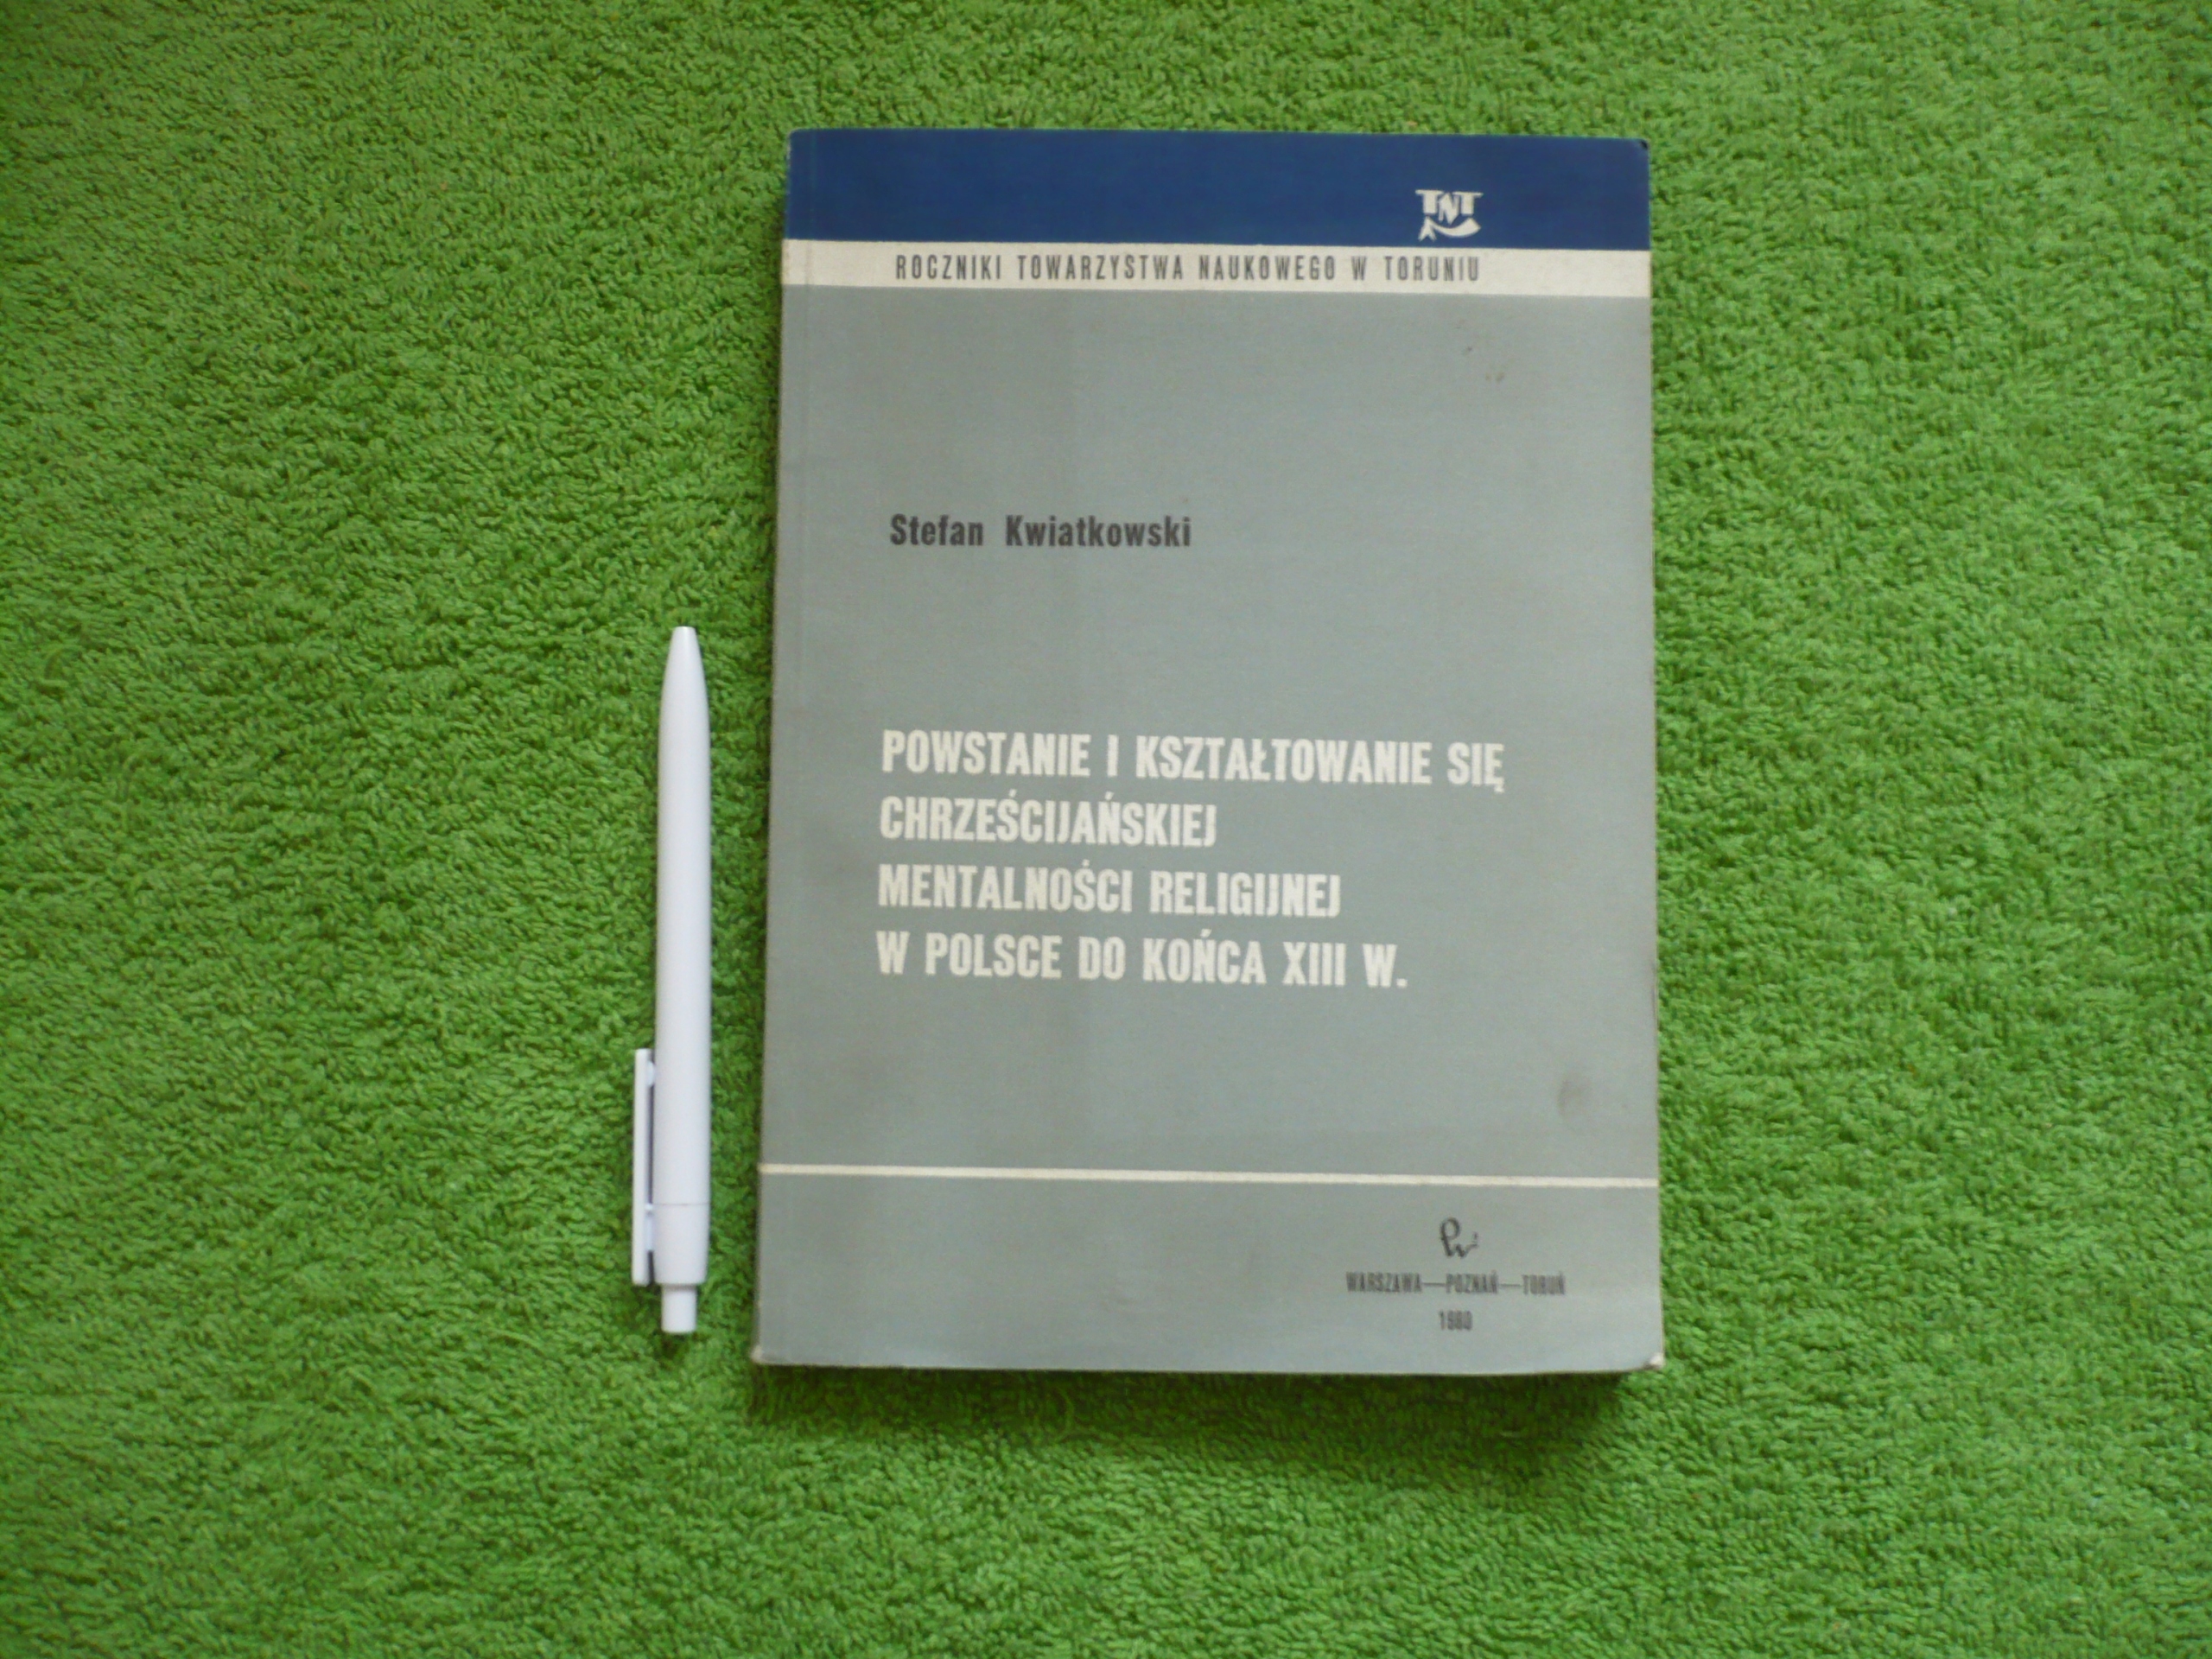 TNT
ROCZNIKI TOWARZYSTWA NAUKOWEGO W TORUNIU
Stefan Kwiatkowski
POWSTANIE I KSZTAŁTOWANIE SIĘ
CHRZEŚCIJAŃSKIEJ
MENTALNOŚCI RELIGIJNEJ
W POLSCE DO KOŃCA XIII W.
WARSZAWA—POZNAŃ—TORUŃ
1980